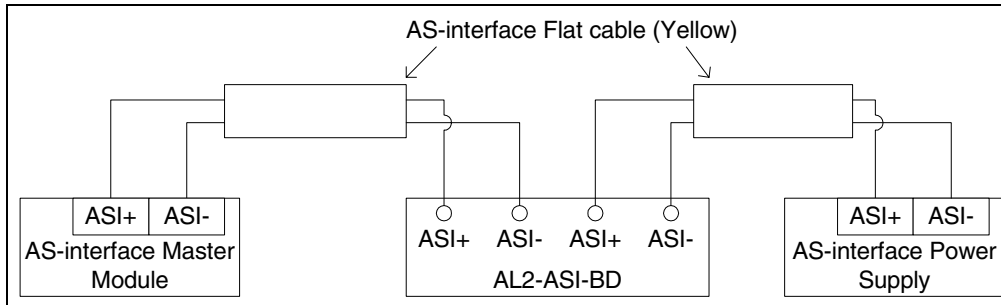 AS-interface Flat cable (Yellow)
ASI+ ASI-
AS-interface Master
Module
ASI+ ASI- ASI+ ASI-
AL2-ASI-BD
ASI+ ASI-
AS-interface Power
Supply